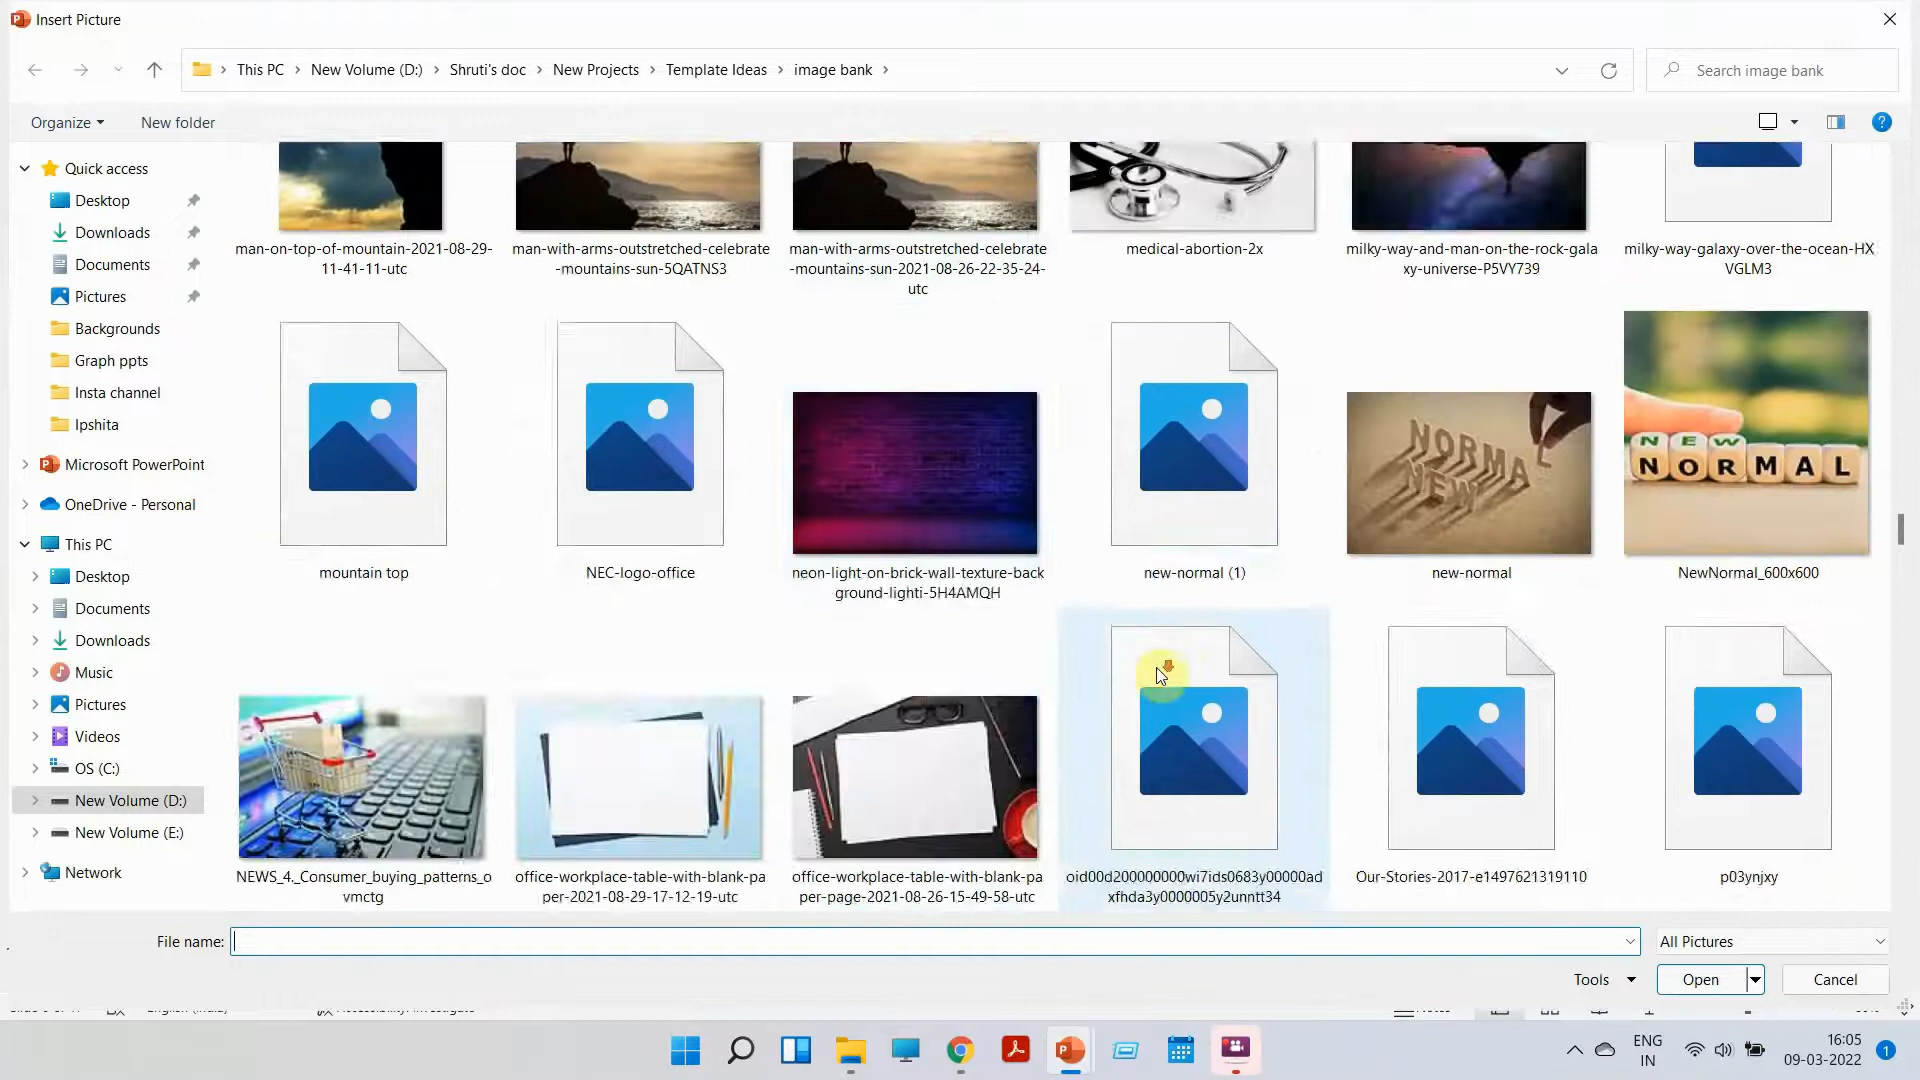 Insert Picture
This PC
New Volume (D:)
Shruti's doc
New Projects
Template Ideas
image bank
Search image bank
Organize
New folder
Quick access
Desktop
Downloads
Documents
Pictures
Backgrounds
Graph ppts
Insta channel
Ipshita
Microsoft PowerPoint
OneDrive - Personal
This PC
Desktop
Documents
Downloads
Music
Pictures
Videos
OS (C:)
New Volume (D:)
New Volume (E:)
Network
man-on-top-of-mountain-2021-08-29-
11-41-11-utc
man-with-arms-outstretched-celebrate
-mountains-sun-5QATNS3
man-with-arms-outstretched-celebrate
-mountains-sun-2021-08-26-22-35-24-
utc
medical-abortion-2x
milky-way-and-man-on-the-rock-gala
xy-universe-P5VY739
milky-way-galaxy-over-the-ocean-HX
VGLM3
NORMAL
NEW
NEW
NORMAL
mountain top
NEC-logo-office
neon-light-on-brick-wall-texture-back
ground-lighti-5H4AMQH
new-normal (1)
new-normal
NewNormal_600x600
NEWS_4._Consumer_buying_patterns_o
vmctg
office-workplace-table-with-blank-pa
per-2021-08-29-17-12-19-utc
office-workplace-table-with-blank-pa
per-page-2021-08-26-15-49-58-utc
oid00d200000000wi7ids0683y00000ad
xfhda3y0000005y2unntt34
Our-Stories-2017-e1497621319110
p03ynjxy
File name:
All Pictures
Tools
Open
Cancel
ENG
IN
16:05
09-03-2022
1